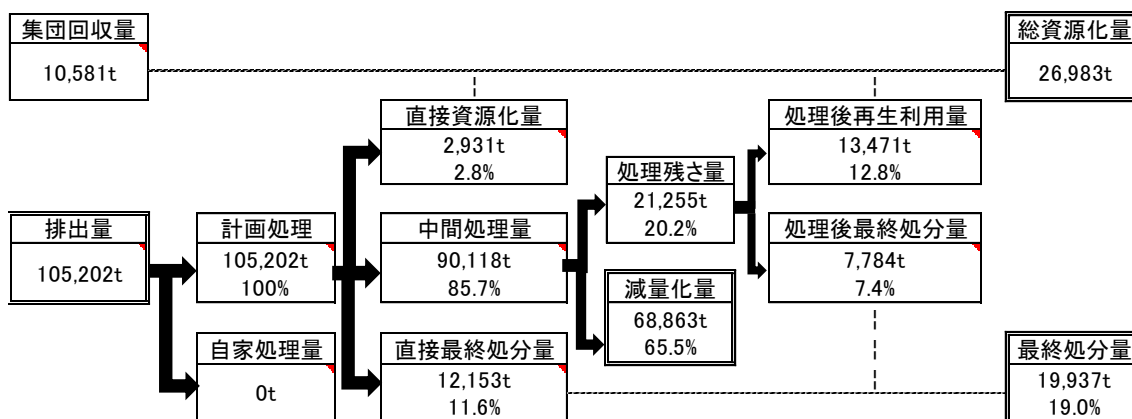 集団回収量
10,581t
総資源化量
26,983t
直接資源化量
2,931t
2.8%
処理後再生利用量
13,471t
12.8%
処理残さ量
21,255t
20.2%
排出量
105,202t
計画処理
105,202t
100%
中間処理量
90,118t
85.7%
処理後最終処分量
7,784t
7.4%
減量化量
68,863t
65.5%
自家処理量
0t
直接最終処分量
12,153t
11.6%
最終処分量
19,937t
19.0%